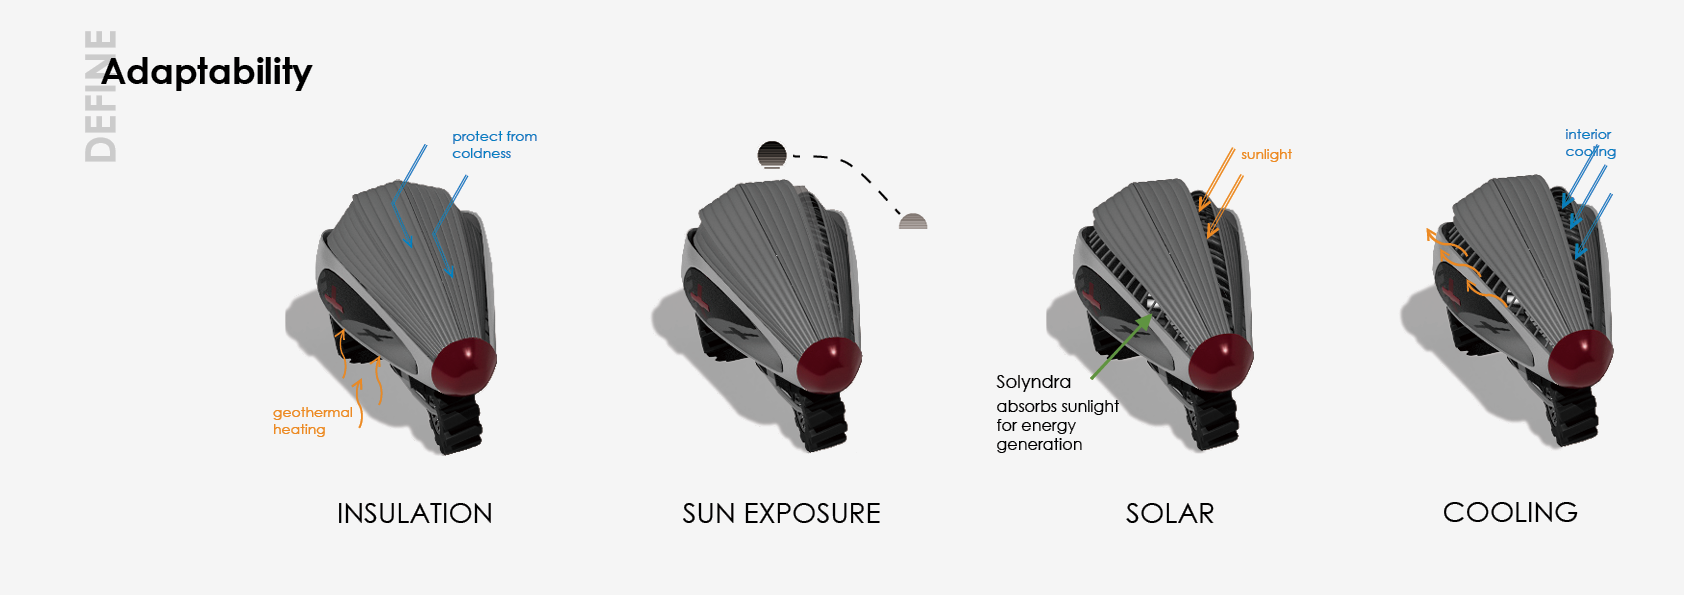 DEFINE
Adaptability
protect from
coldness
geothermal
heating
INSULATION
SUN EXPOSURE
sunlight
Solyndra
absorbs sunlight
for energy
generation
SOLAR
interior
cooling
COOLING